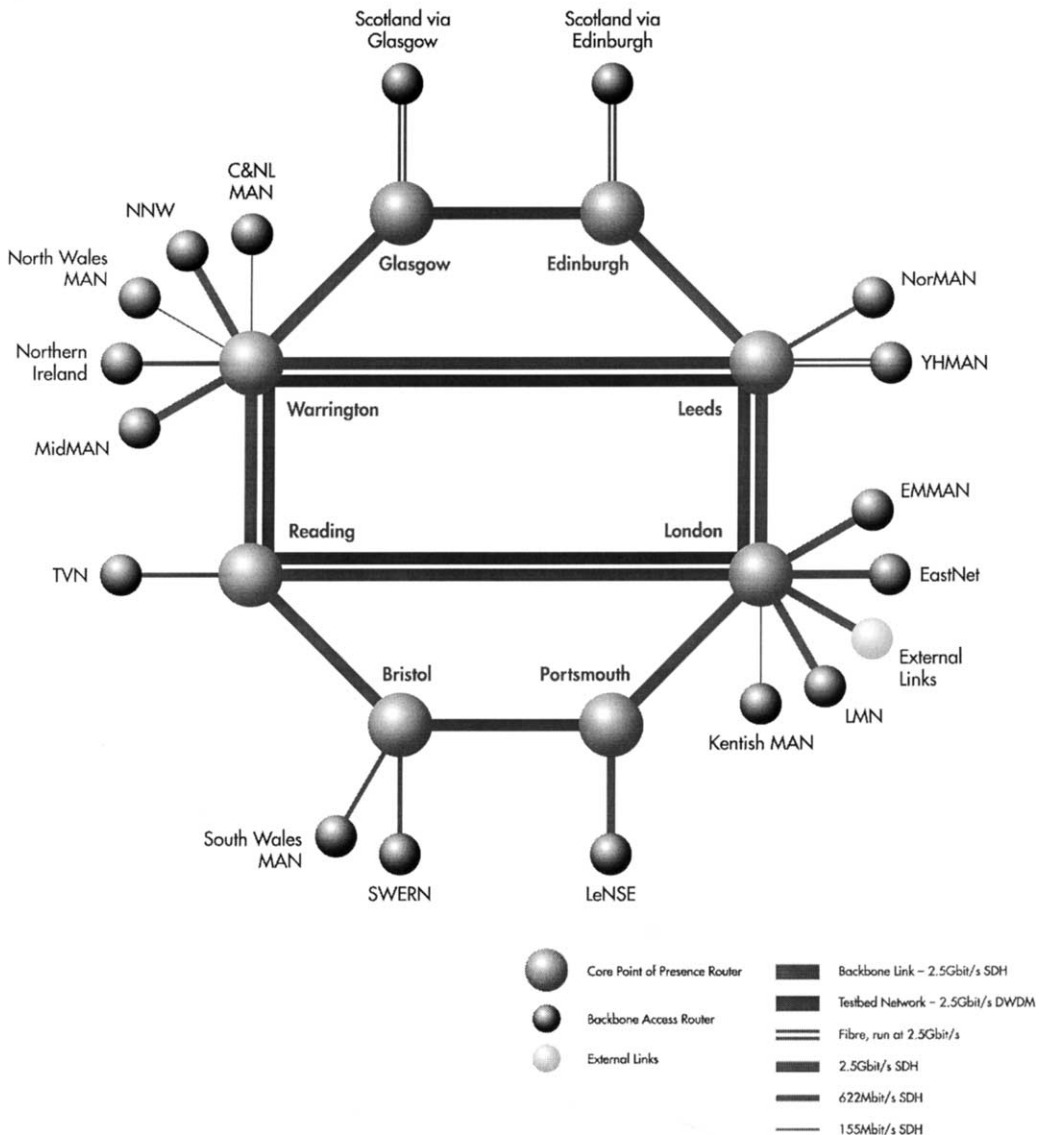 Scotland via
Glasgow
Scotland via
Edinburgh
C&NL
MAN
NNW
North Wales
MAN
Northern
Ireland
MidMAN
Glasgow
Edinburgh
NorMAN
YHMAN
Warrington
Leeds
Reading
London
EMMAN
EastNet
TVN
External
Links
LMN
Kentish MAN
Bristol
Portsmouth
South Wales
MAN
SWERN
LeNSE
Core Point of Presence Router
Backbone Access Router
External Links
Backbone Link – 2.5Gbit/s SDH
Testbed Network – 2.5Gbit/s DWDM
Fibre, run at 2.5Gbit/s
2.5Gbit/s SDH
622Mbit/s SDH
155Mbit/s SDH